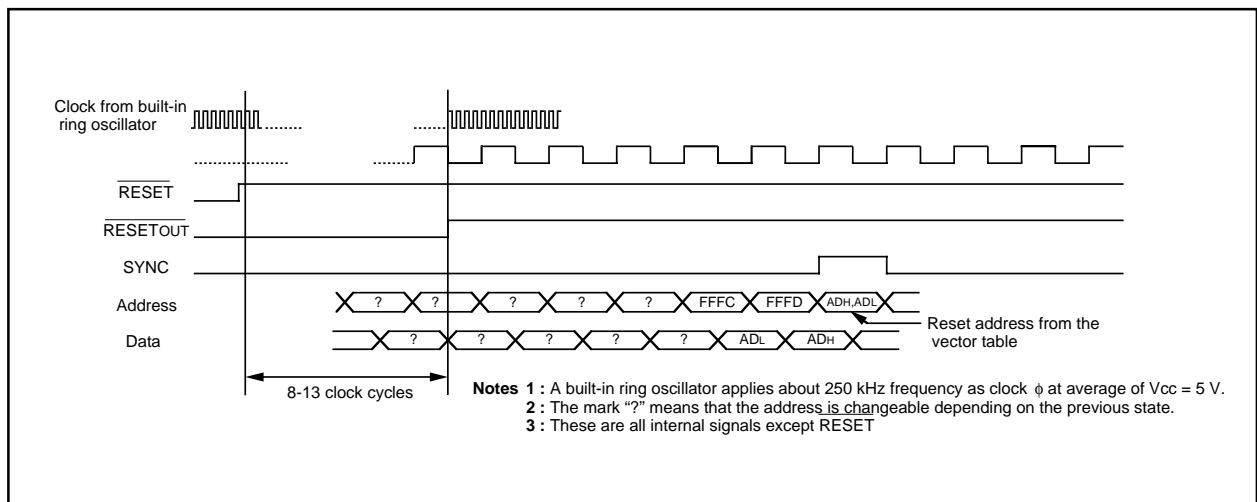 Clock from built-in
ring oscillator
RESET
RESETOUT
SYNC
Address
? ? ? ? ? FFFC FFFD ADH,ADL
Reset address from the
vector table
Data
? ? ? ? ? ADL ADH
8-13 clock cycles
Notes 1 : A built-in ring oscillator applies about 250 kHz frequency as clock φ at average of Vcc = 5 V.
2 : The mark “?” means that the address is changeable depending on the previous state.
3 : These are all internal signals except RESET